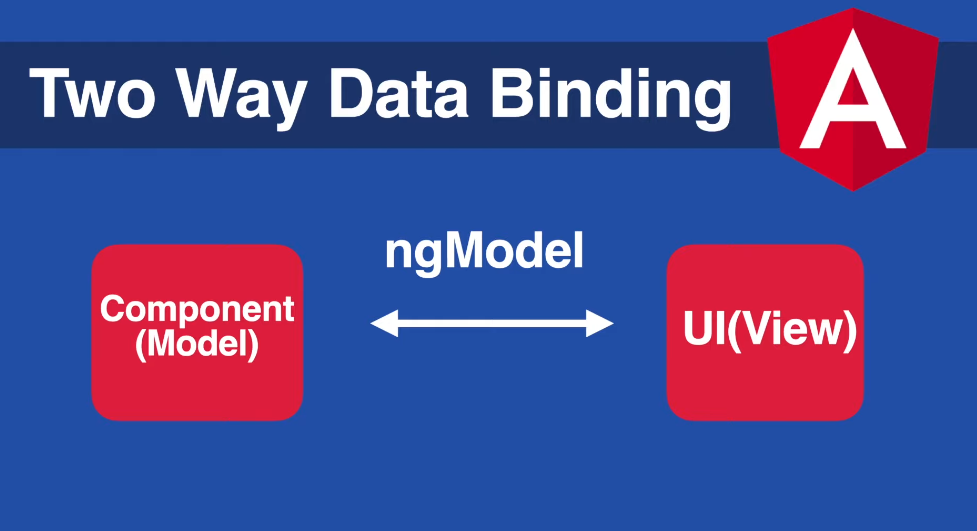 Two Way Data Binding
A
ngModel
Component
(Model)
UI(View)